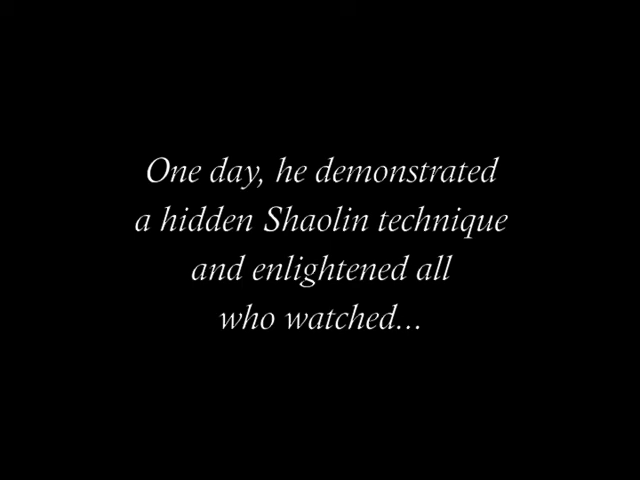 One day, he demonstrated
a hidden Shaolin technique
and enlightened all
who watched...